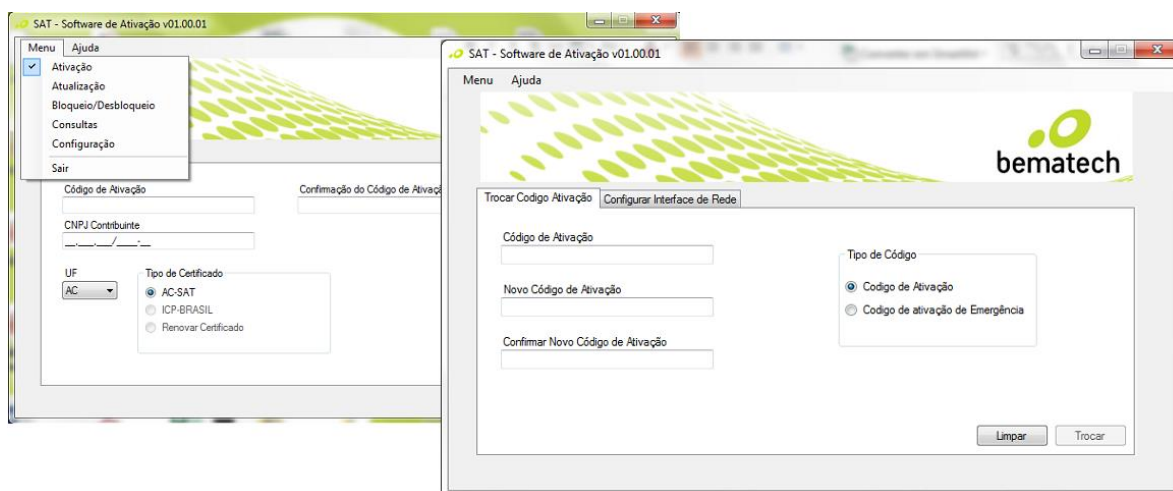 SAT - Software de Ativação v01.00.01
Menu Ajuda
Ativação
Atualização
Bloqueio/Desbloqueio
Consultas
Configuração
Sair
Código de Ativação
Confirmação do Código de Ativaçã
CNPJ Contribuinte
__.___.___/____-__
UF
AC
Tipo de Certificado
AC-SAT
ICP-BRASIL
Renovar Certificado
SAT - Software de Ativação v01.00.01
Menu Ajuda
bematech
Trocar Codigo Ativação
Configurar Interface de Rede
Código de Ativação
Novo Código de Ativação
Confirmar Novo Código de Ativação
Tipo de Código
Codigo de Ativação
Codigo de ativação de Emergência
Limpar
Trocar